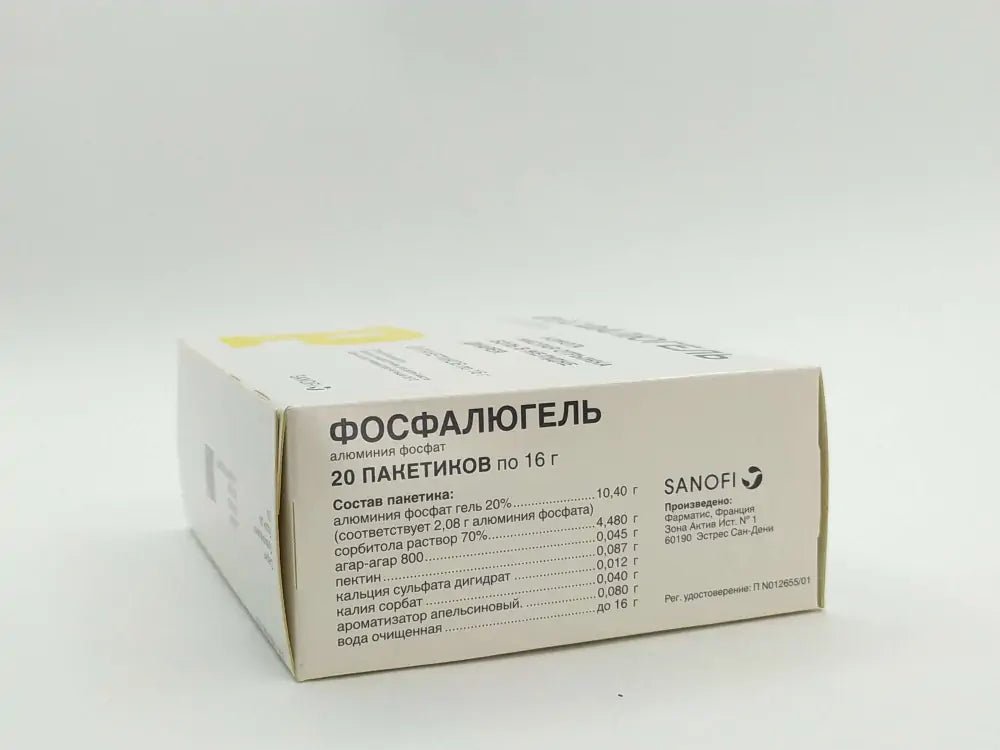 ФОСФАЛЮГЕЛЬ
алюминия фосфат
20 ПАКЕТИКОВ по 16 г
Состав пакетика:
алюминия фосфат гель 20%..............10,40 г
(соответствует 2,08 г алюминия фосфата)
сорбитола раствор 70%....................4,480 г
агар-агар 800....................................0,045 г
пектин................................................0,087 г
кальция сульфата дигидрат..............0,012 г
калия сорбат.....................................0,040 г
ароматизатор апельсиновый............0,080 г
вода очищенная................................до 16 г
SANOFI
Произведено:
Фарматис, Франция
Зона Актив Ист. № 1
60190 Эстрес Сан-Дени
Рег. удостоверение: П N012655/01
SANOFI